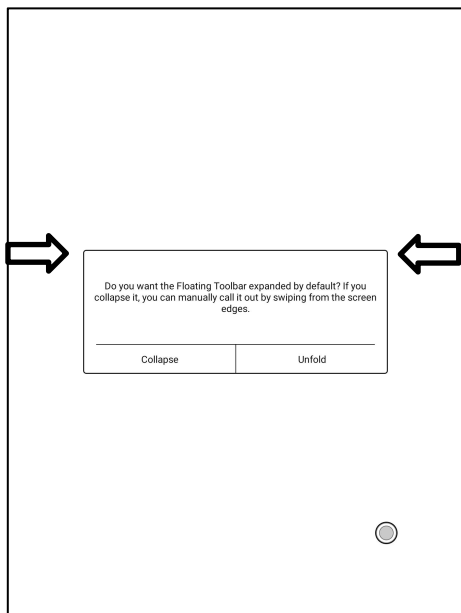 Do you want the Floating Toolbar expanded by default? If you
collapse it, you can manually call it out by swiping from the screen
edges.
Collapse
Unfold